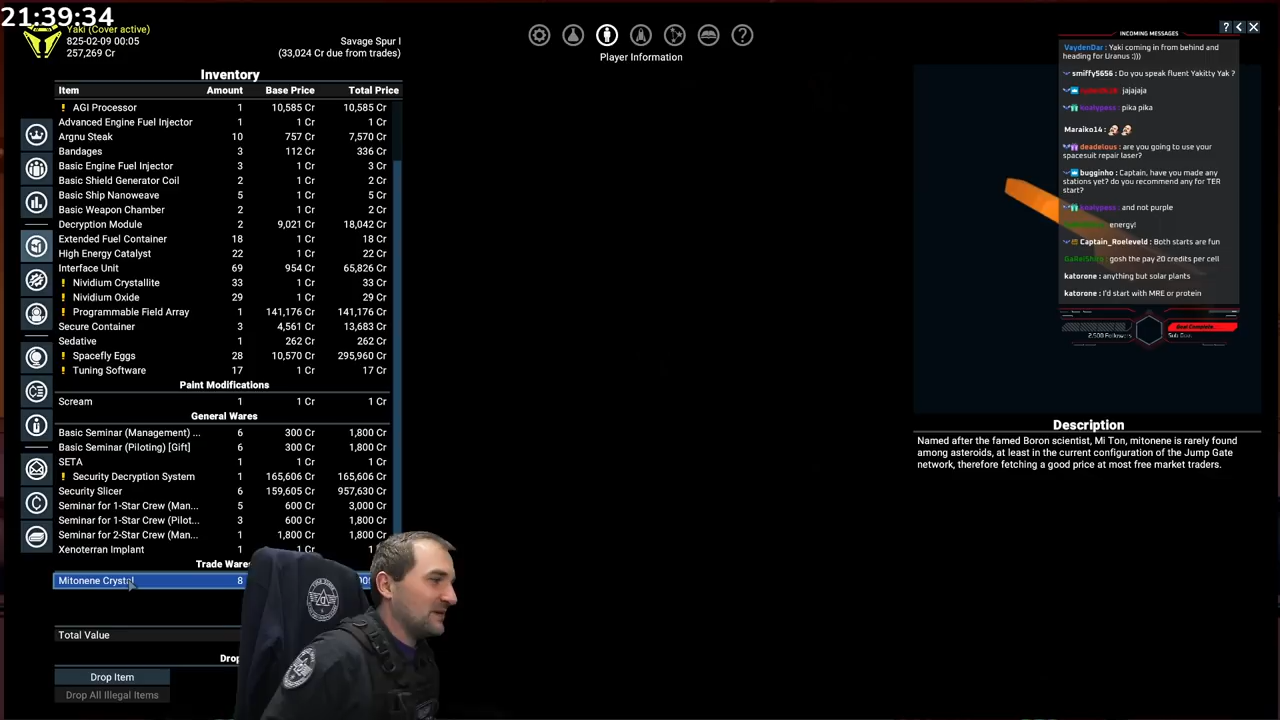 21:39:34
Yaki (Cover active)
825-02-09 00:05
257,269 Cr
Savage Spur I
(33,024 Cr due from trades)
Player Information
Inventory
Item Amount Base Price Total Price
! AGI Processor 1 10,585 Cr 10,585 Cr
Advanced Engine Fuel Injector 1 1 Cr 1 Cr
Argnu Steak 10 757 Cr 7,570 Cr
Bandages 3 112 Cr 336 Cr
Basic Engine Fuel Injector 3 1 Cr 3 Cr
Basic Shield Generator Coil 2 1 Cr 2 Cr
Basic Ship Nanoweave 5 1 Cr 5 Cr
Basic Weapon Chamber 2 1 Cr 2 Cr
Decryption Module 2 9,021 Cr 18,042 Cr
Extended Fuel Container 18 1 Cr 18 Cr
High Energy Catalyst 22 1 Cr 22 Cr
Interface Unit 69 954 Cr 65,826 Cr
! Nividium Crystallite 33 1 Cr 33 Cr
! Nividium Oxide 29 1 Cr 29 Cr
! Programmable Field Array 1 141,176 Cr 141,176 Cr
Secure Container 3 4,561 Cr 13,683 Cr
Sedative 1 262 Cr 262 Cr
! Spacefly Eggs 28 10,570 Cr 295,960 Cr
! Tuning Software 17 1 Cr 17 Cr
Paint Modifications
Scream 1 1 Cr 1 Cr
General Wares
Basic Seminar (Management) ... 6 300 Cr 1,800 Cr
Basic Seminar (Piloting) [Gift] 6 300 Cr 1,800 Cr
SETA 1 1 Cr 1 Cr
! Security Decryption System 1 165,606 Cr 165,606 Cr
Security Slicer 6 159,605 Cr 957,630 Cr
Seminar for 1-Star Crew (Man... 5 600 Cr 3,000 Cr
Seminar for 1-Star Crew (Pilot... 3 600 Cr 1,800 Cr
Seminar for 2-Star Crew (Man... 1 1,800 Cr 1,800 Cr
Xenoterran Implant 1 1 Cr 1
Trade Wares
Mitonene Crystal 8
Total Value
Drop
Drop Item
Drop All Illegal Items
? < X
INCOMING MESSAGES
VaydenDar : Yaki coming in from behind and
heading for Uranus :)))
smiffy5656 : Do you speak fluent Yakitty Yak ?
jajajaja
koalypass : pika pika
Maraiko14 :
deadelous : are you going to use your
spacesuit repair laser?
bugginho : Captain, have you made any
stations yet? do you recommend any for TER
start?
koalypass : and not purple
energy!
Captain_Roeleveld : Both starts are fun
gosh the pay 20 credits per cell
katorone : anything but solar plants
katorone : I'd start with MRE or protein
2,500 Followers
Description
Named after the famed Boron scientist, Mi Ton, mitonene is rarely found
among asteroids, at least in the current configuration of the Jump Gate
network, therefore fetching a good price at most free market traders.